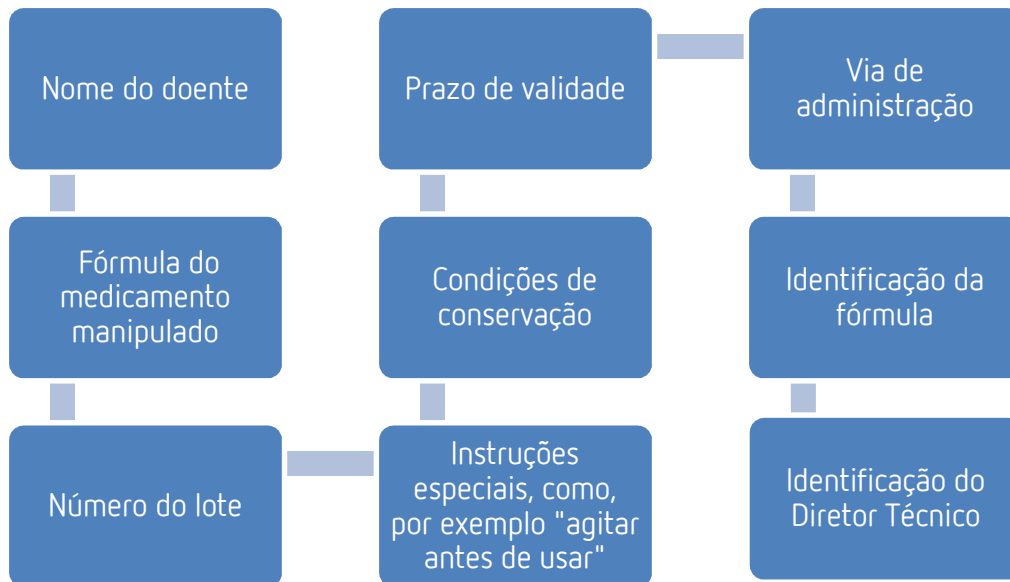 Nome do doente
Fórmula do
medicamento
manipulado
Número do lote
Instruções
especiais, como,
por exemplo "agitar
antes de usar"
Condições de
conservação
Prazo de validade
Via de
administração
Identificação da
fórmula
Identificação do
Diretor Técnico